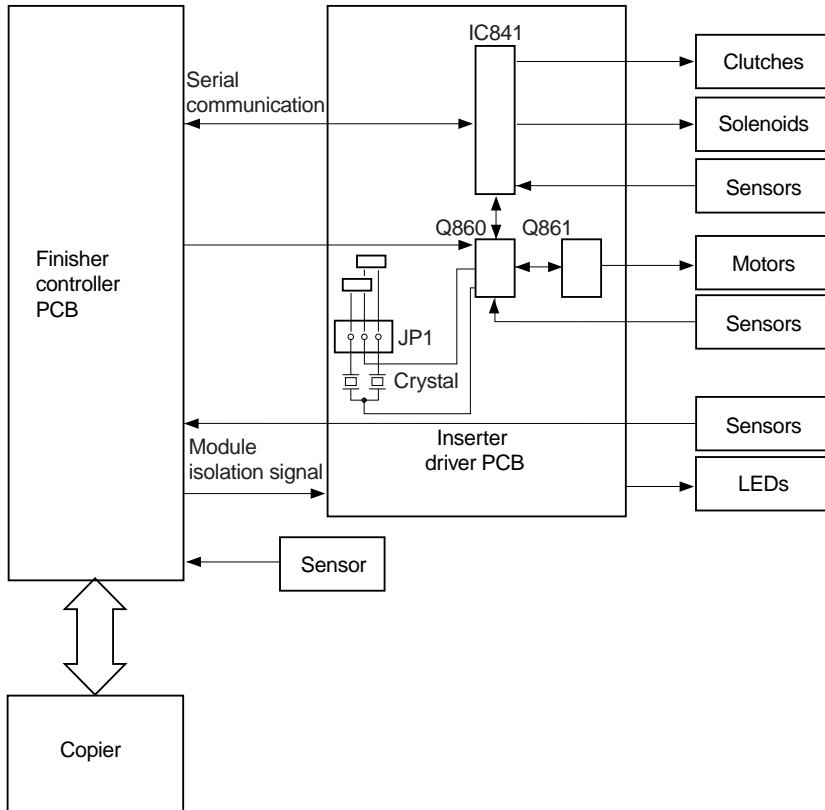 IC841
Clutches
Serial
communication
Solenoids
Sensors
Q860
Q861
Finisher
controller
PCB
Motors
Sensors
JP1
Crystal
Sensors
Inserter
driver PCB
Module
isolation signal
LEDs
Sensor
Copier